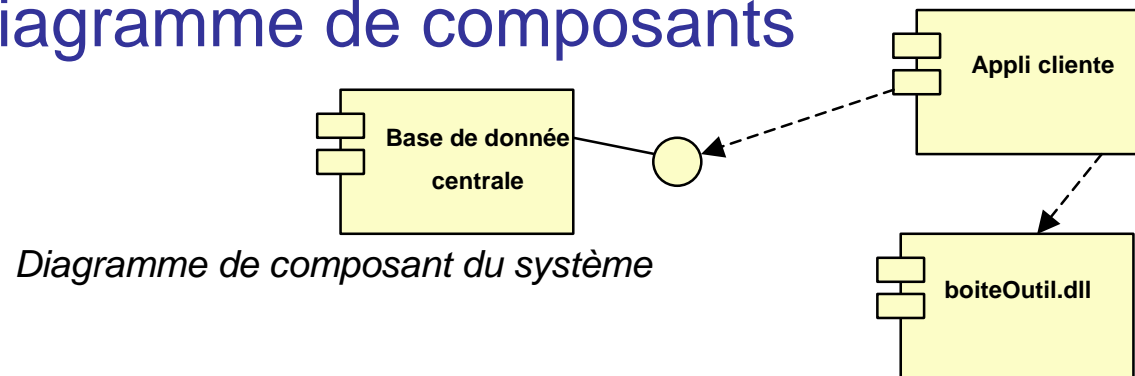 iagramme de composants
Appli cliente
Base de donnée
centrale
Diagramme de composant du système
boiteOutil.dll